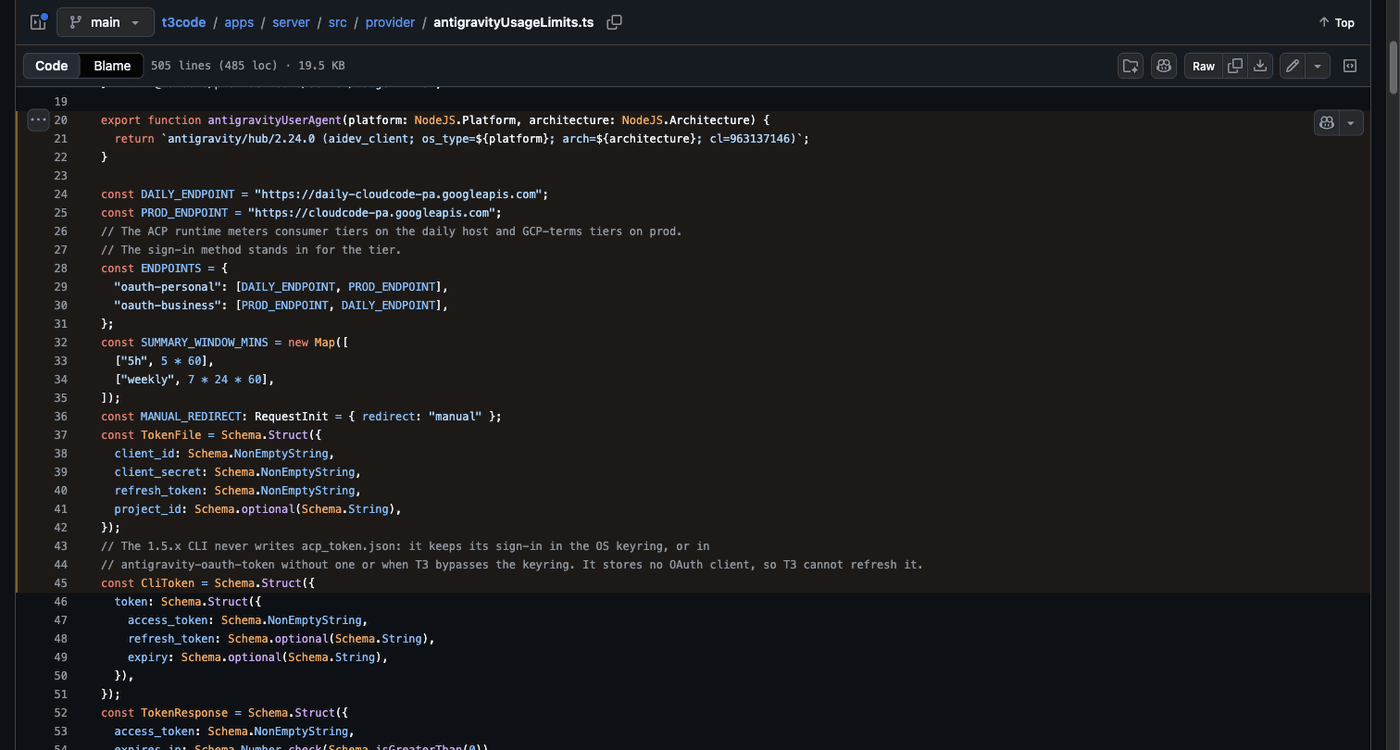 main
t3code / apps / server / src / provider / antigravityUsageLimits.ts
Top
Code Blame 505 lines (485 loc) · 19.5 KB
Raw
19
20 export function antigravityUserAgent(platform: NodeJS.Platform, architecture: NodeJS.Architecture) {
21   return `antigravity/hub/2.24.0 (aidev_client; os_type=${platform}; arch=${architecture}; cl=963137146)`;
22 }
23
24 const DAILY_ENDPOINT = "https://daily-cloudcode-pa.googleapis.com";
25 const PROD_ENDPOINT = "https://cloudcode-pa.googleapis.com";
26 // The ACP runtime meters consumer tiers on the daily host and GCP-terms tiers on prod.
27 // The sign-in method stands in for the tier.
28 const ENDPOINTS = {
29   "oauth-personal": [DAILY_ENDPOINT, PROD_ENDPOINT],
30   "oauth-business": [PROD_ENDPOINT, DAILY_ENDPOINT],
31 };
32 const SUMMARY_WINDOW_MINS = new Map([
33   ["5h", 5 * 60],
34   ["weekly", 7 * 24 * 60],
35 ]);
36 const MANUAL_REDIRECT: RequestInit = { redirect: "manual" };
37 const TokenFile = Schema.Struct({
38   client_id: Schema.NonEmptyString,
39   client_secret: Schema.NonEmptyString,
40   refresh_token: Schema.NonEmptyString,
41   project_id: Schema.optional(Schema.String),
42 });
43 // The 1.5.x CLI never writes acp_token.json: it keeps its sign-in in the OS keyring, or in
44 // antigravity-oauth-token without one or when T3 bypasses the keyring. It stores no OAuth client, so T3 cannot refresh it.
45 const CliToken = Schema.Struct({
46   token: Schema.Struct({
47     access_token: Schema.NonEmptyString,
48     refresh_token: Schema.optional(Schema.String),
49     expiry: Schema.optional(Schema.String),
50   }),
51 });
52 const TokenResponse = Schema.Struct({
53   access_token: Schema.NonEmptyString,
54   expires_in: Schema.Number.check(Schema.isGreaterThan(0)),